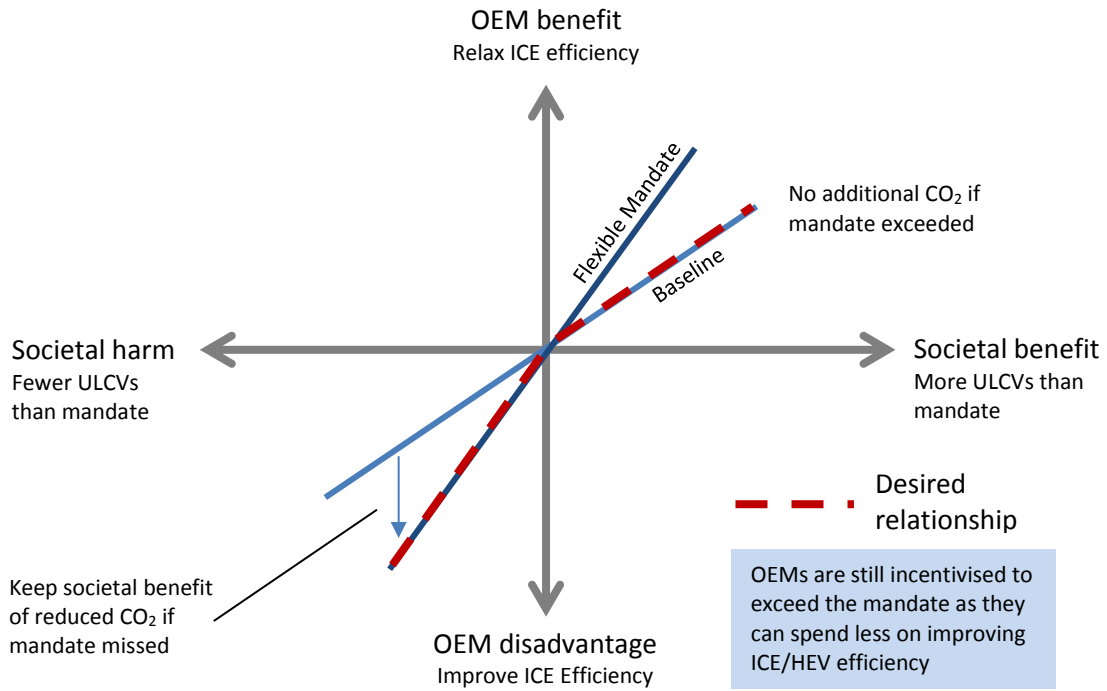 OEM benefit
Relax ICE efficiency
Flexible Mandate
No additional CO₂ if
mandate exceeded
Baseline
Societal harm
Fewer ULCVs
than mandate
Societal benefit
More ULCVs than
mandate
Desired
relationship
Keep societal benefit
of reduced CO₂ if
mandate missed
OEMs are still incentivised to
exceed the mandate as they
can spend less on improving
ICE/HEV efficiency
OEM disadvantage
Improve ICE Efficiency